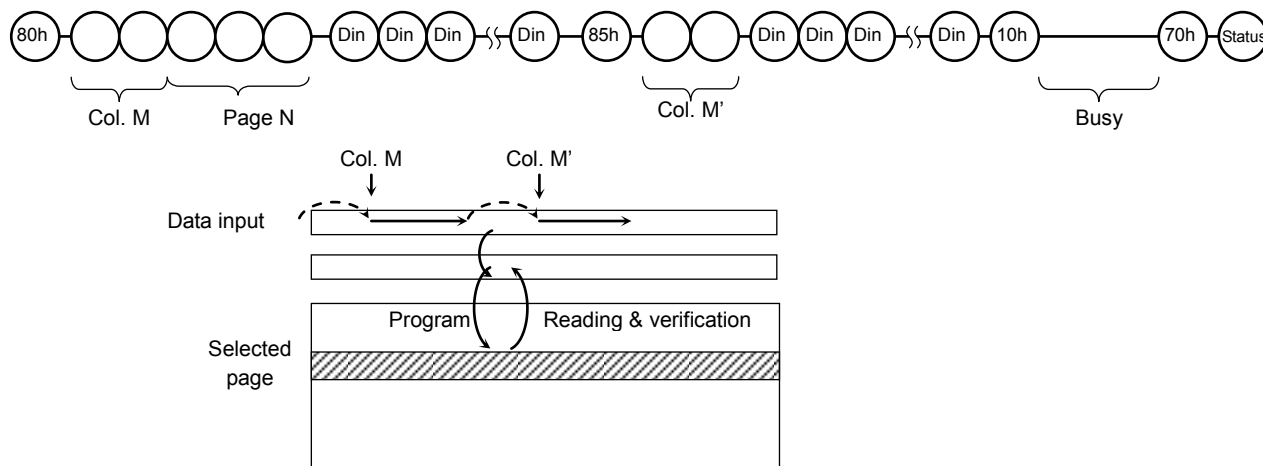 80h Din Din Din Din 85h Din Din Din Din 10h 70h Status
Col. M Page N Col. M’ Busy
Col. M Col. M’
Data input
Program Reading & verification
Selected
page